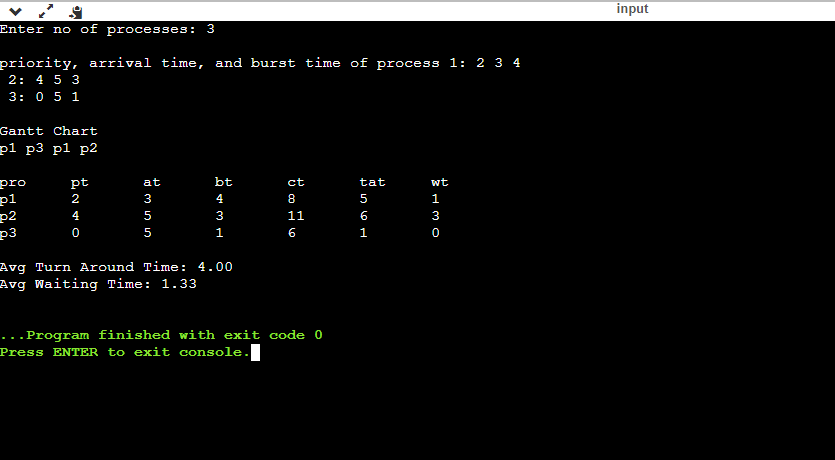 input
Enter no of processes: 3
priority, arrival time, and burst time of process 1: 2 3 4
2: 4 5 3
3: 0 5 1
Gantt Chart
p1 p3 p1 p2
pro pt at bt ct tat wt
p1 2 3 4 8 5 1
p2 4 5 3 11 6 3
p3 0 5 1 6 1 0
Avg Turn Around Time: 4.00
Avg Waiting Time: 1.33
...Program finished with exit code 0
Press ENTER to exit console.